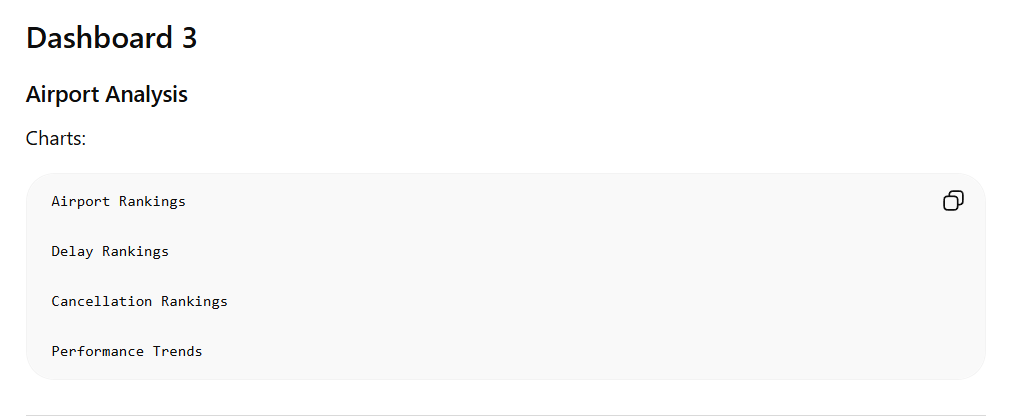 Dashboard 3
Airport Analysis
Charts:
Airport Rankings
Delay Rankings
Cancellation Rankings
Performance Trends